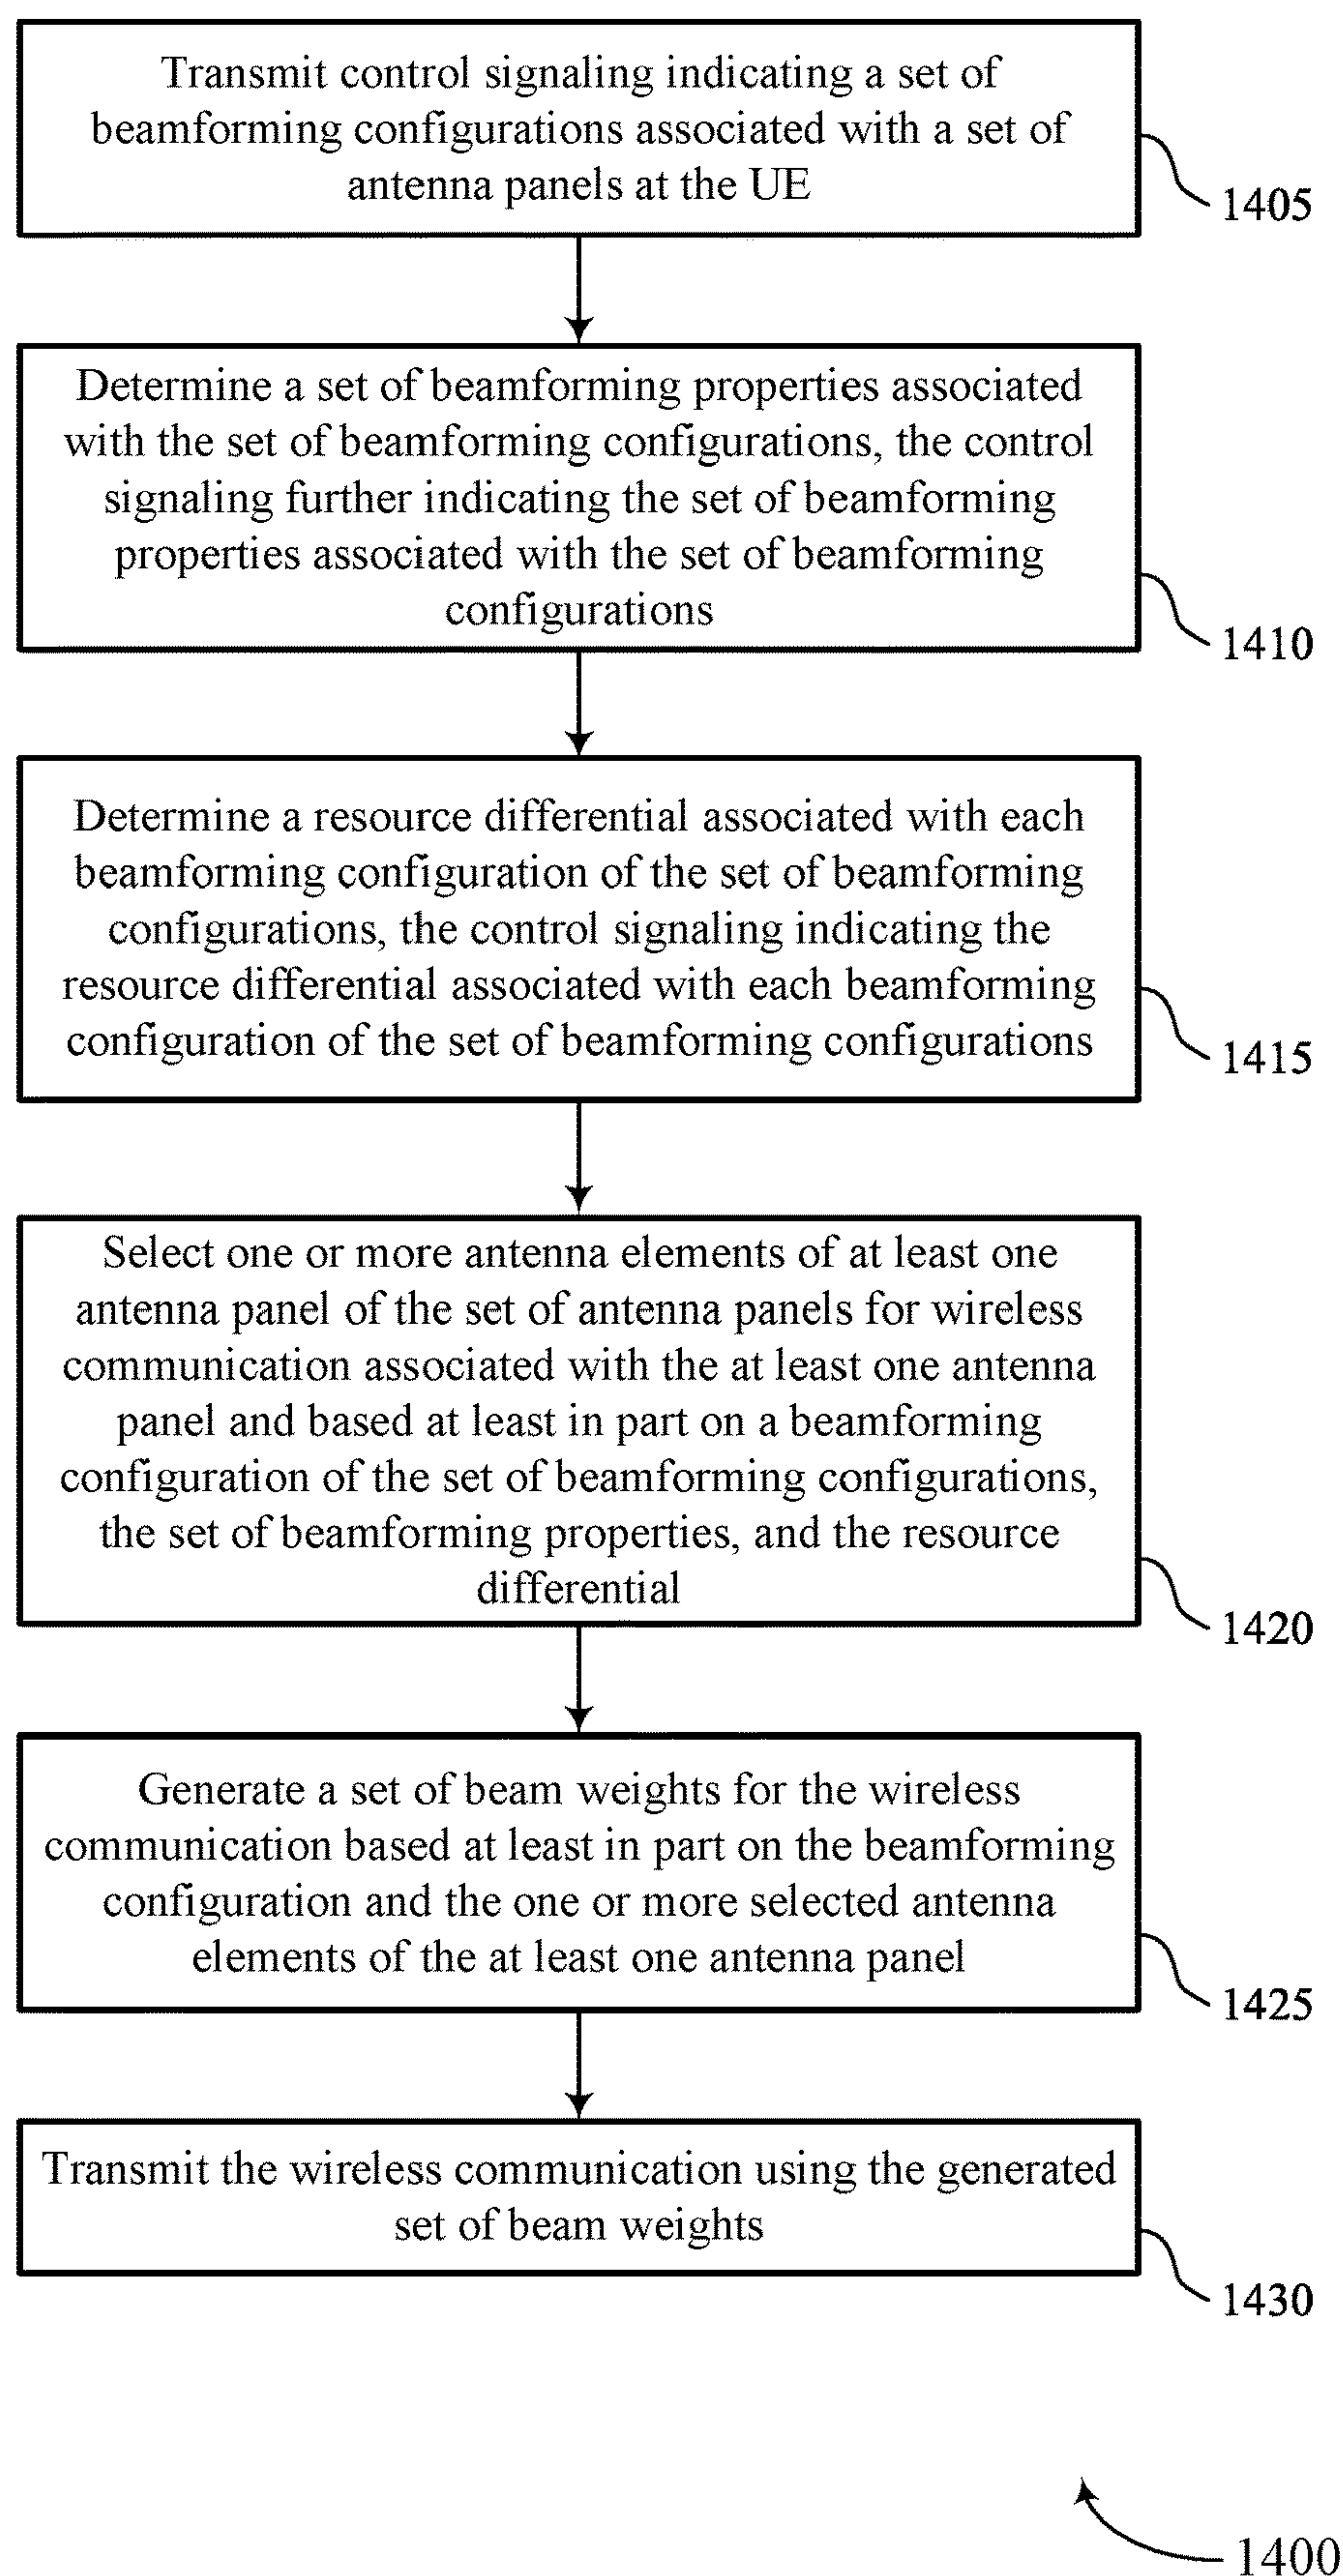 Transmit control signaling indicating a set of
beamforming configurations associated with a set of
antenna panels at the UE
1405
Determine a set of beamforming properties associated
with the set of beamforming configurations, the control
signaling further indicating the set of beamforming
properties associated with the set of beamforming
configurations
1410
Determine a resource differential associated with each
beamforming configuration of the set of beamforming
configurations, the control signaling indicating the
resource differential associated with each beamforming
configuration of the set of beamforming configurations
1415
Select one or more antenna elements of at least one
antenna panel of the set of antenna panels for wireless
communication associated with the at least one antenna
panel and based at least in part on a beamforming
configuration of the set of beamforming configurations,
the set of beamforming properties, and the resource
differential
1420
Generate a set of beam weights for the wireless
communication based at least in part on the beamforming
configuration and the one or more selected antenna
elements of the at least one antenna panel
1425
Transmit the wireless communication using the generated
set of beam weights
1430
1400